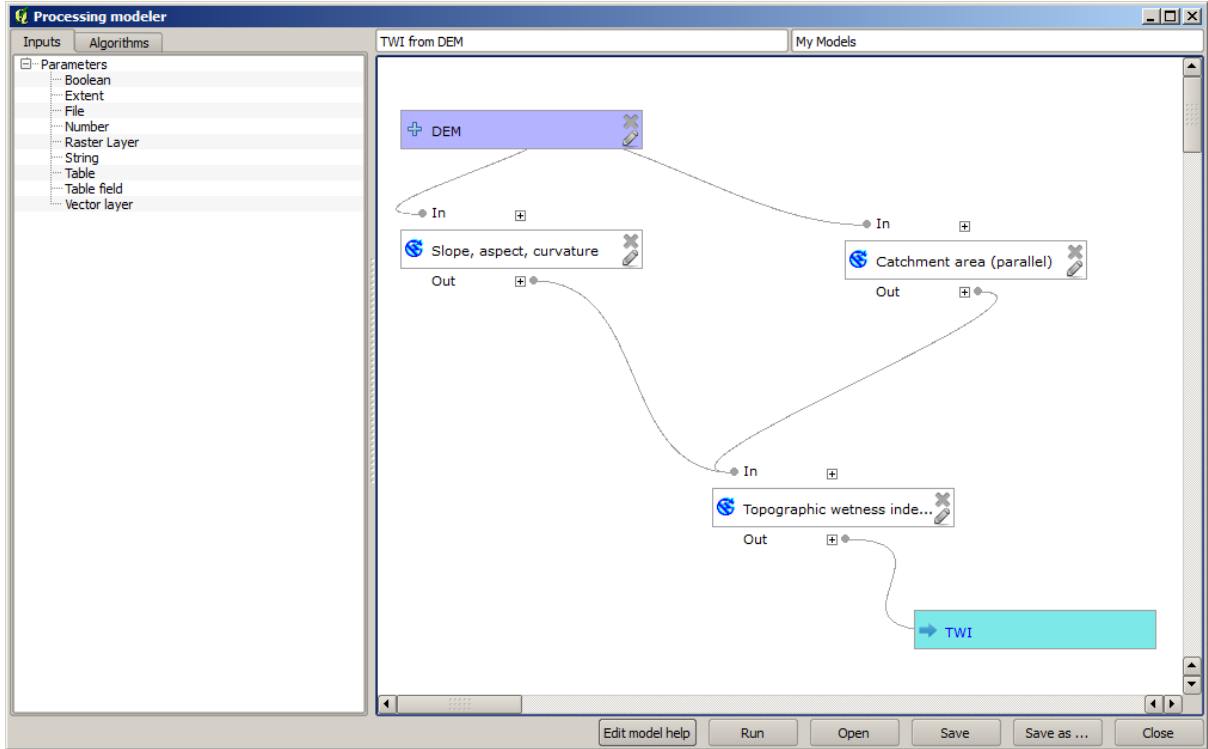 Processing modeler
Inputs
Algorithms
TWI from DEM
My Models
Parameters
Boolean
Extent
File
Number
Raster Layer
String
Table
Table field
Vector layer
DEM
In
Slope, aspect, curvature
Out
In
Catchment area (parallel)
Out
In
Topographic wetness inde...
Out
TWI
Edit model help
Run
Open
Save
Save as ...
Close